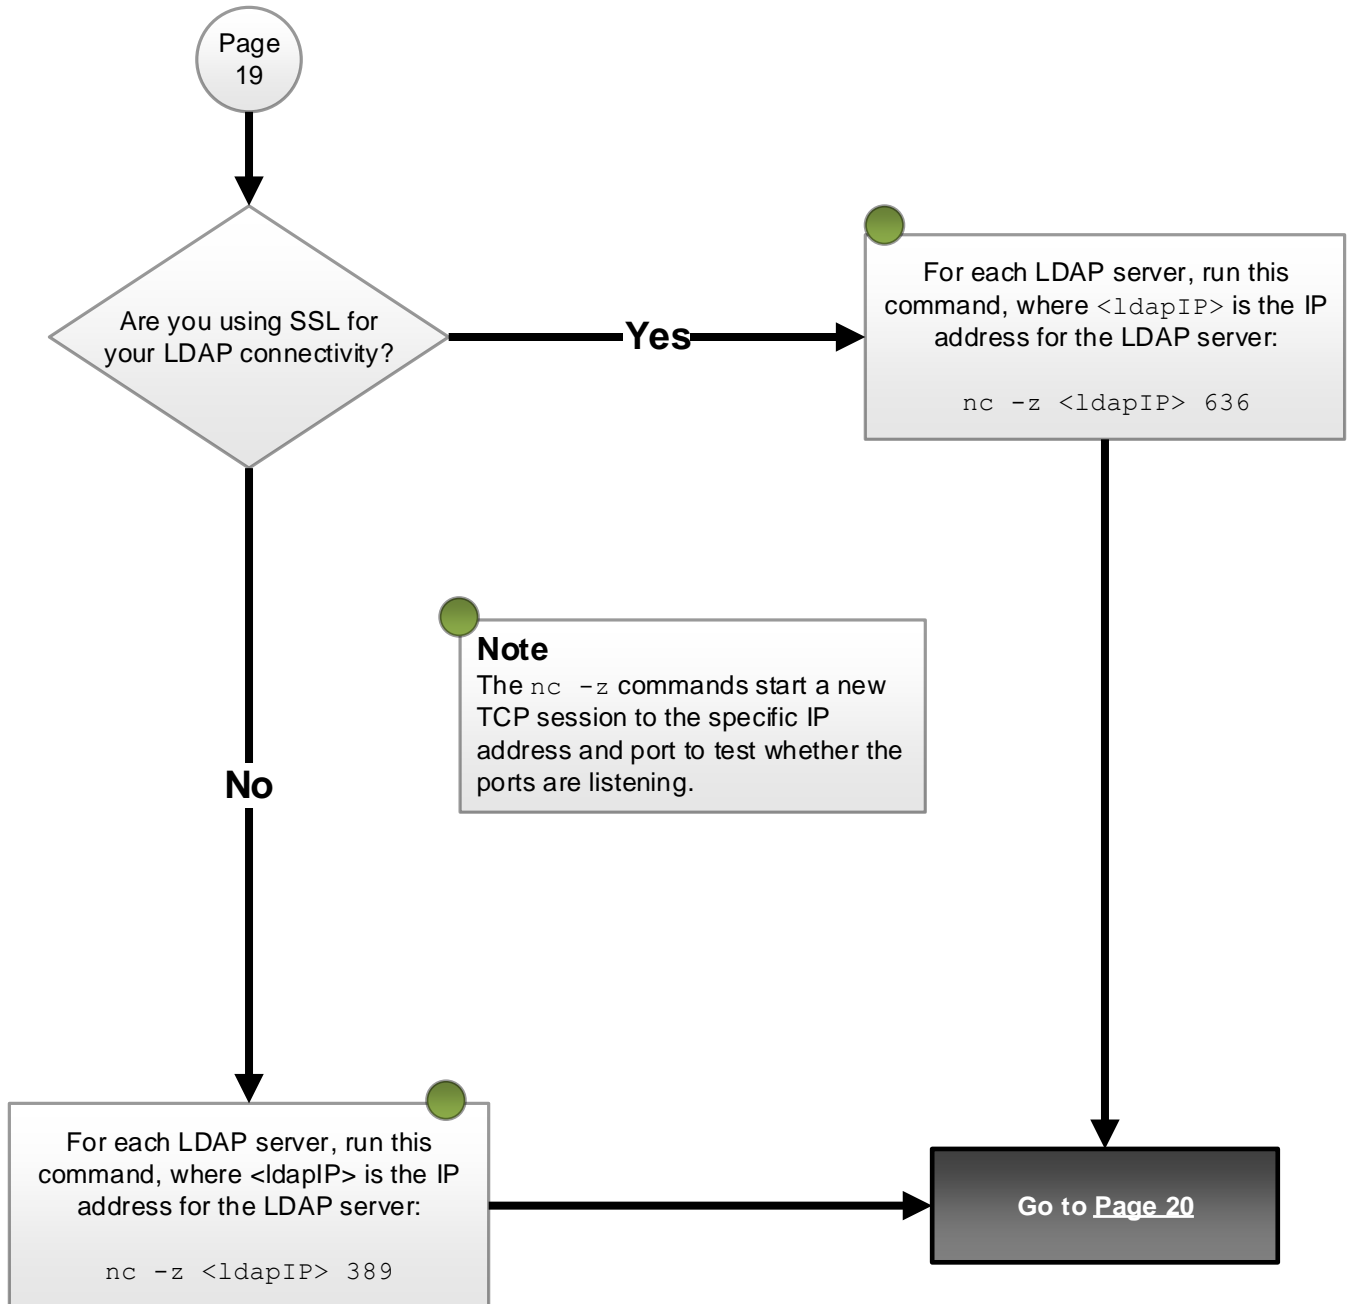 Page
19
Are you using SSL for
your LDAP connectivity?
Yes
For each LDAP server, run this
command, where <ldapIP> is the IP
address for the LDAP server:
nc -z <ldapIP> 636
Note
The nc -z commands start a new
TCP session to the specific IP
address and port to test whether the
ports are listening.
No
For each LDAP server, run this
command, where <ldapIP> is the IP
address for the LDAP server:
nc -z <ldapIP> 389
Go to Page 20